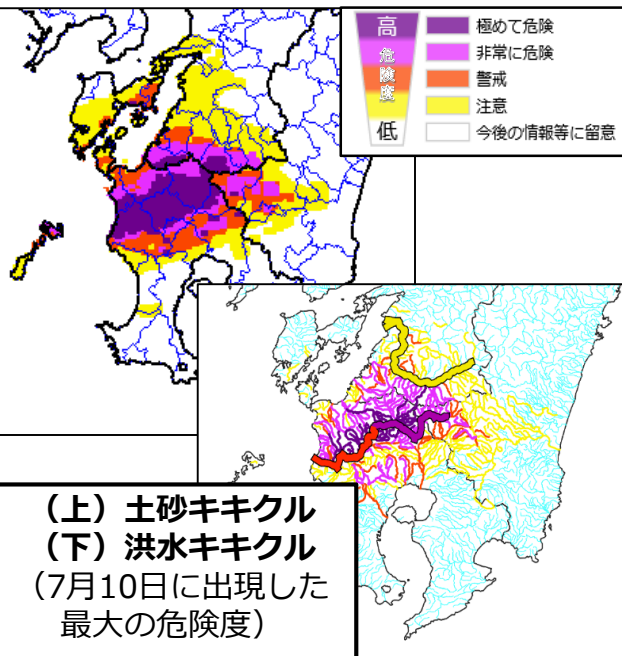 高
危
険
度
低
極めて危険
非常に危険
警戒
注意
今後の情報等に留意
（上）土砂キキクル
（下）洪水キキクル
（7月10日に出現した
最大の危険度）